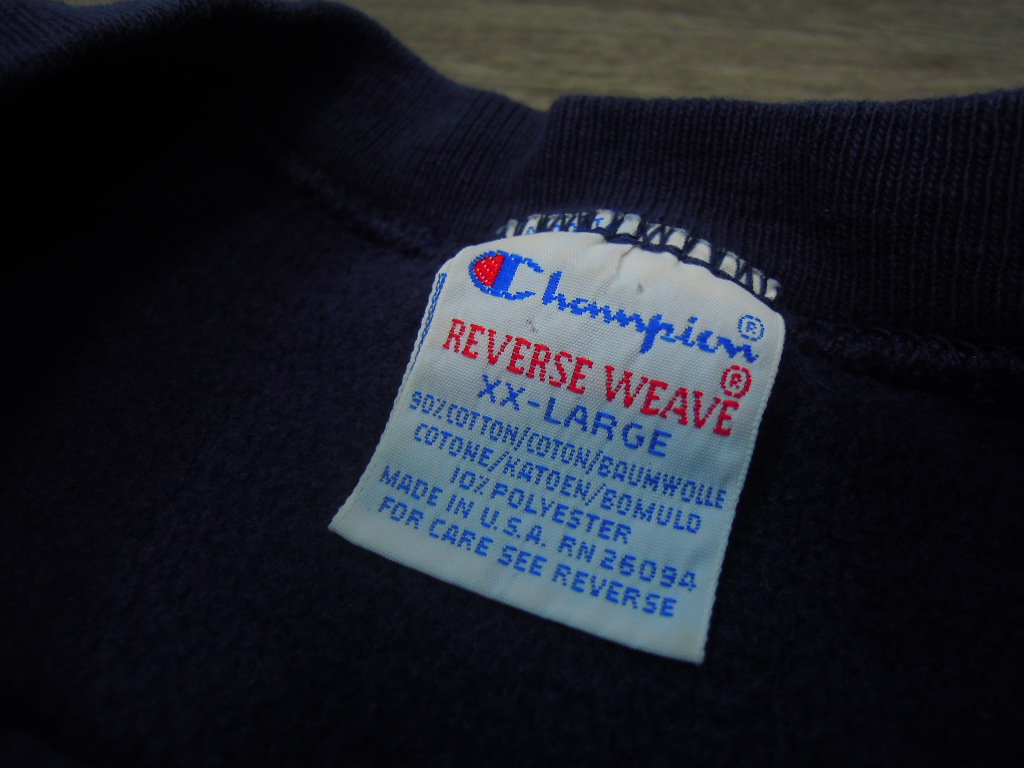 Champion®
REVERSE WEAVE®
XX-LARGE
90%COTTON/COTON/BAUMWOLLE
COTONE/KATOEN/BOMULD
10% POLYESTER
MADE IN U.S.A. RN 26094
FOR CARE SEE REVERSE